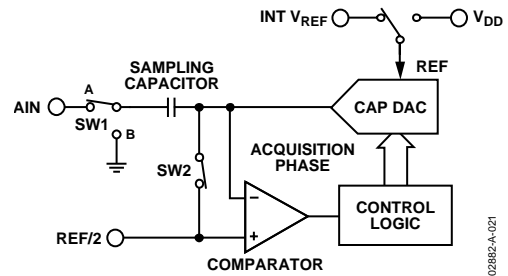 INT VREF
VDD
REF
SAMPLING
CAPACITOR
A
AIN
SW1
B
CAP DAC
ACQUISITION
PHASE
SW2
−
+
CONTROL
LOGIC
REF/2
COMPARATOR
02882-A-021